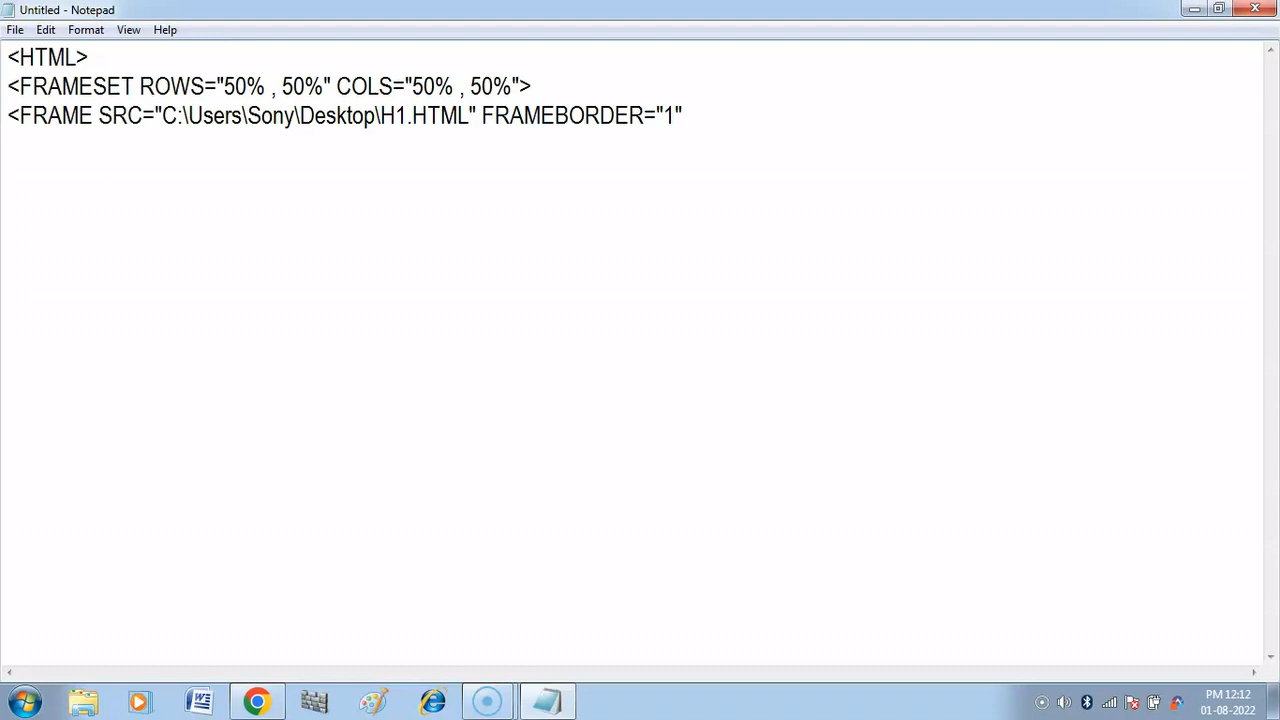 Untitled - Notepad
File Edit Format View Help
<HTML>
<FRAMESET ROWS="50% , 50%" COLS="50% , 50%">
<FRAME SRC="C:\Users\Sony\Desktop\H1.HTML" FRAMEBORDER="1"
PM 12:12
01-08-2022